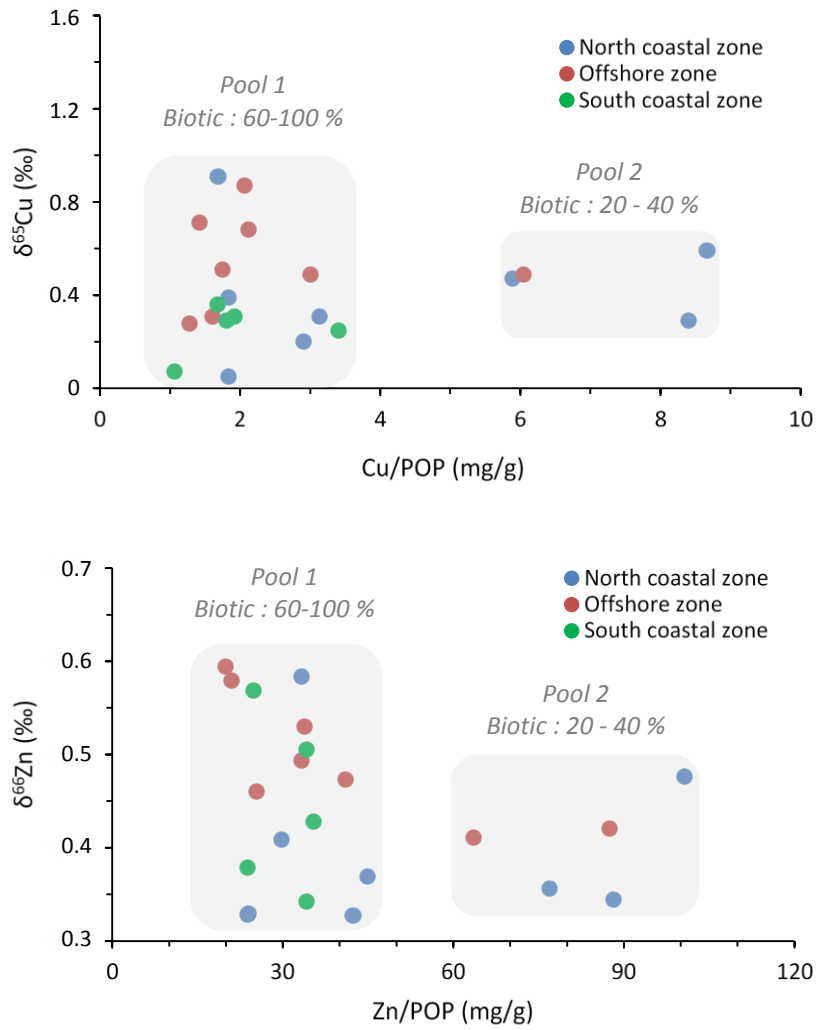 1.6
1.2
0.8
0.4
0
δ⁶⁵Cu (‰)
Pool 1
Biotic : 60-100 %
Pool 2
Biotic : 20 - 40 %
North coastal zone
Offshore zone
South coastal zone
0 2 4 6 8 10
Cu/POP (mg/g)
0.7
0.6
0.5
0.4
0.3
δ⁶⁶Zn (‰)
Pool 1
Biotic : 60-100 %
Pool 2
Biotic : 20 - 40 %
North coastal zone
Offshore zone
South coastal zone
0 30 60 90 120
Zn/POP (mg/g)